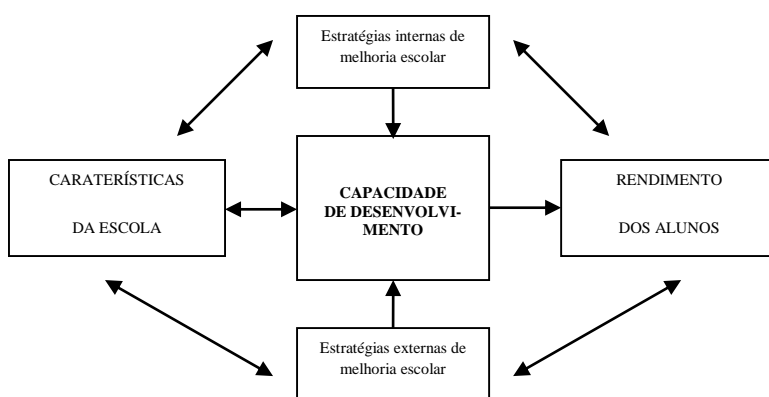 Estratégias internas de
melhoria escolar
CARATERÍSTICAS
DA ESCOLA
CAPACIDADE
DE DESENVOLVI-
MENTO
RENDIMENTO
DOS ALUNOS
Estratégias externas de
melhoria escolar